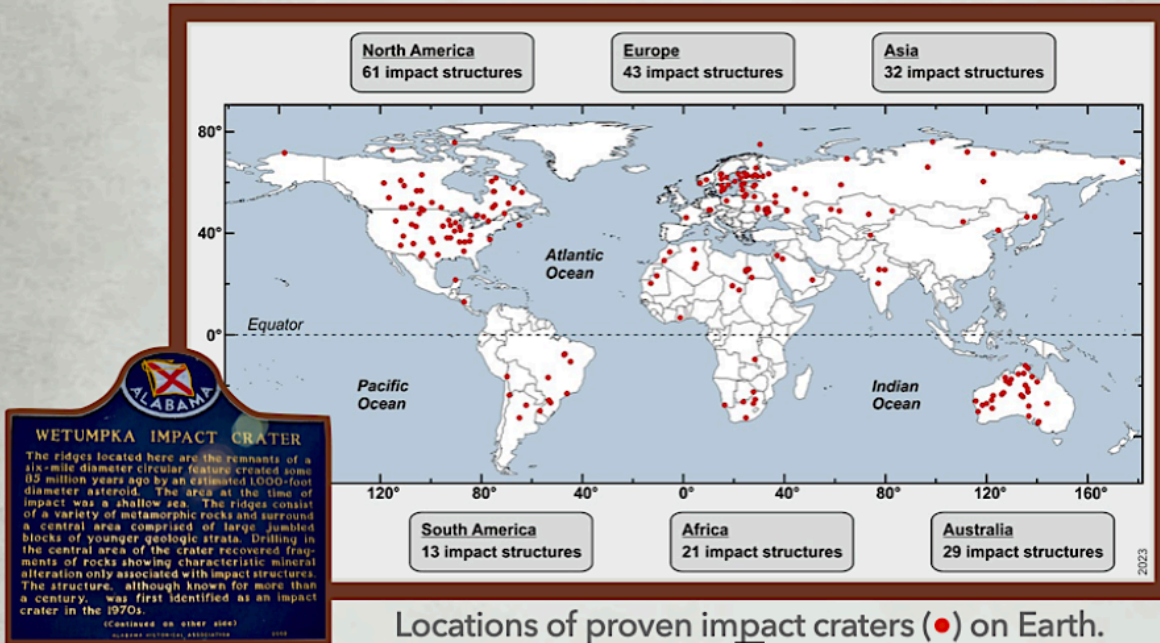 North America
61 impact structures
Europe
43 impact structures
Asia
32 impact structures
80°
40°
0°
Equator
Atlantic
Ocean
Pacific
Ocean
Indian
Ocean
120°
80°
40°
0°
40°
80°
120°
160°
South America
13 impact structures
Africa
21 impact structures
Australia
29 impact structures
2023
ALABAMA
WETUMPKA IMPACT CRATER
The ridges located here are the remnants of a
six-mile diameter circular feature created some
85 million years ago by an estimated 1,000-foot
diameter asteroid. The area at the time of
impact was a shallow sea. The ridges consist
of a variety of metamorphic rocks and surround
a central area comprised of large jumbled
blocks of younger geologic strata. Drilling in
the central area of the crater recovered frag-
ments of rocks showing characteristic mineral
alteration only associated with impact structures.
The structure, although known for more than
a century, was first identified as an impact
crater in the 1970s.
(Continued on other side)
ALABAMA HISTORICAL ASSOCIATION
Locations of proven impact craters (●) on Earth.